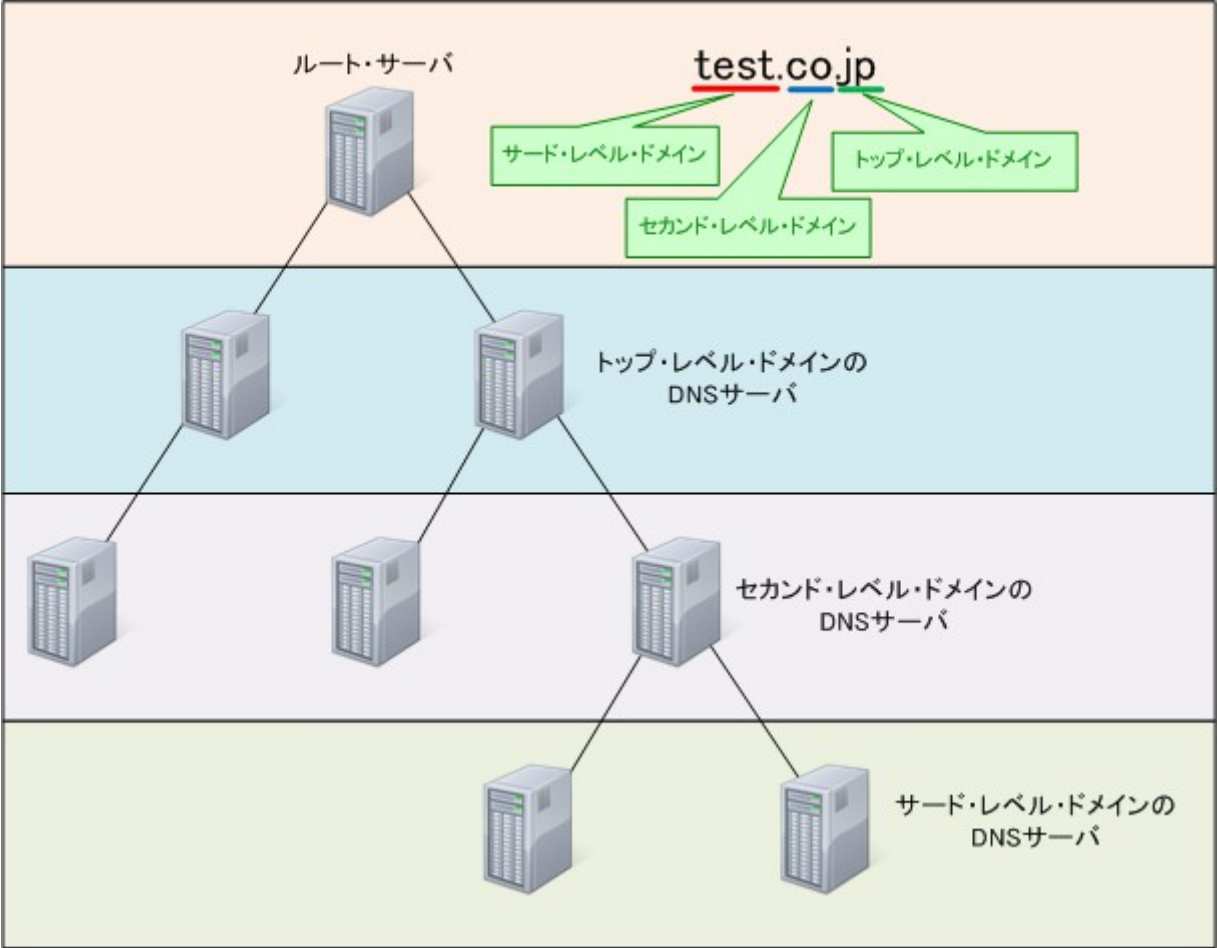 ルート・サーバ
test.co.jp
サード・レベル・ドメイン
トップ・レベル・ドメイン
セカンド・レベル・ドメイン
トップ・レベル・ドメインの
DNSサーバ
セカンド・レベル・ドメインの
DNSサーバ
サード・レベル・ドメインの
DNSサーバ